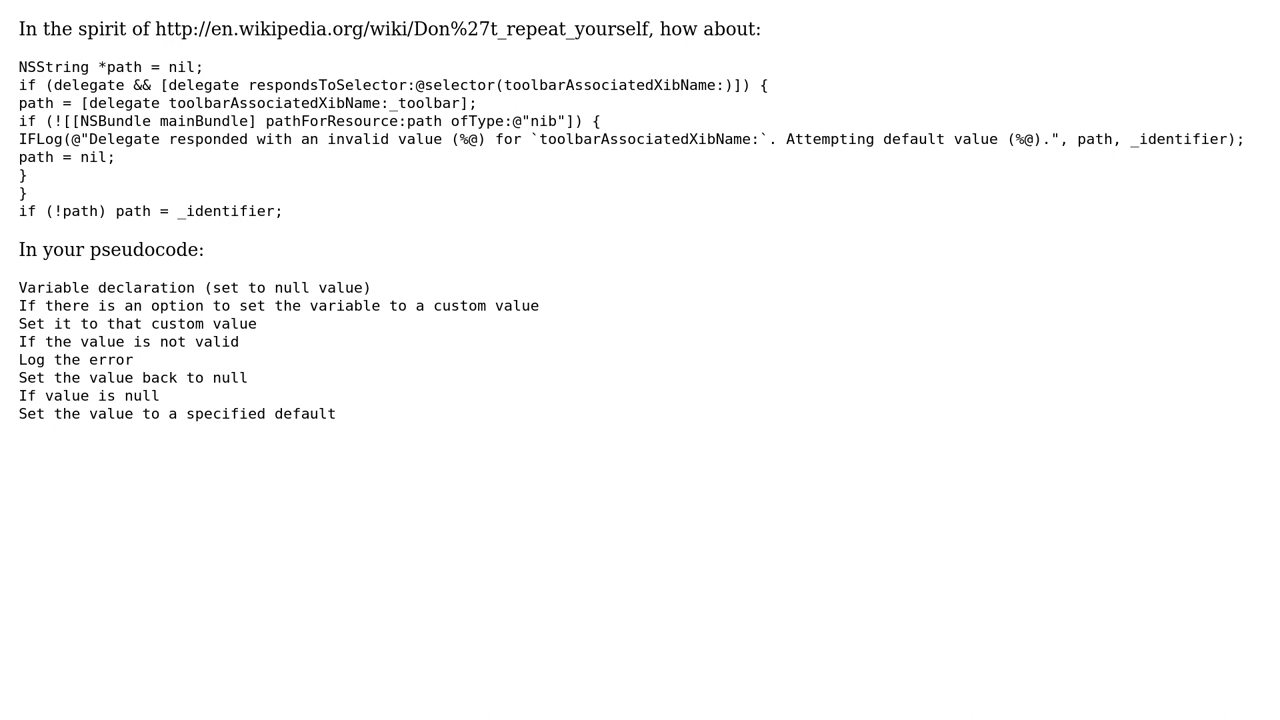 In the spirit of http://en.wikipedia.org/wiki/Don%27t_repeat_yourself, how about:
NSString *path = nil;
if (delegate && [delegate respondsToSelector:@selector(toolbarAssociatedXibName:)]) {
path = [delegate toolbarAssociatedXibName:_toolbar];
if (![[NSBundle mainBundle] pathForResource:path ofType:@"nib"]) {
IFLog(@"Delegate responded with an invalid value (%@) for `toolbarAssociatedXibName:`. Attempting default value (%@).", path, _identifier);
path = nil;
}
}
if (!path) path = _identifier;
In your pseudocode:
Variable declaration (set to null value)
If there is an option to set the variable to a custom value
Set it to that custom value
If the value is not valid
Log the error
Set the value back to null
If value is null
Set the value to a specified default